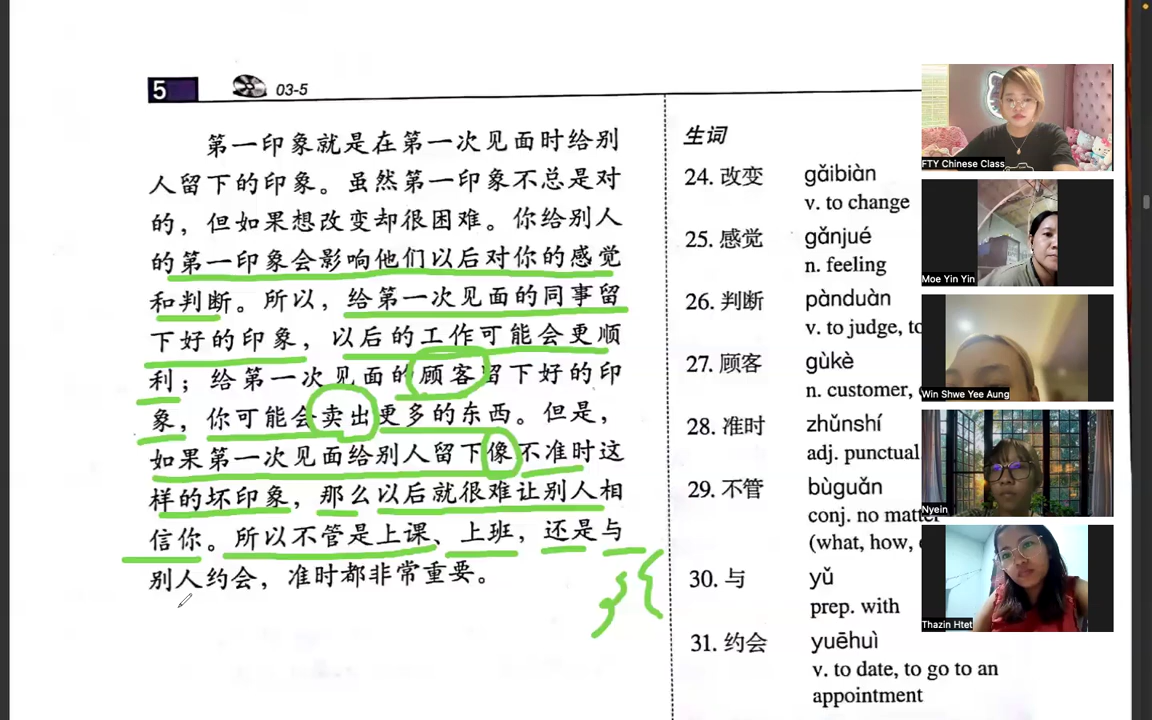 5
03-5
第一印象就是在第一次见面时给别
人留下的印象。虽然第一印象不总是对
的，但如果想改变却很困难。你给别人
的第一印象会影响他们以后对你的感觉
和判断。所以，给第一次见面的同事留
下好的印象，以后的工作可能会更顺
利；给第一次见面的顾客留下好的印
象，你可能会卖出更多的东西。但是，
如果第一次见面给别人留下像不准时这
样的坏印象，那么以后就很难让别人相
信你。所以不管是上课、上班，还是与
别人约会，准时都非常重要。
生词
24. 改变 gǎibiàn
v. to change
25. 感觉 gǎnjué
n. feeling
26. 判断 pànduàn
v. to judge, to
27. 顾客 gùkè
n. customer,
28. 准时 zhǔnshí
adj. punctual
29. 不管 bùguǎn
conj. no matter
(what, how,
30. 与 yǔ
prep. with
31. 约会 yuēhuì
v. to date, to go to an
appointment
FTY Chinese Class
Moe Yin Yin
Win Shwe Yee Aung
Nyein
Thazin Htet